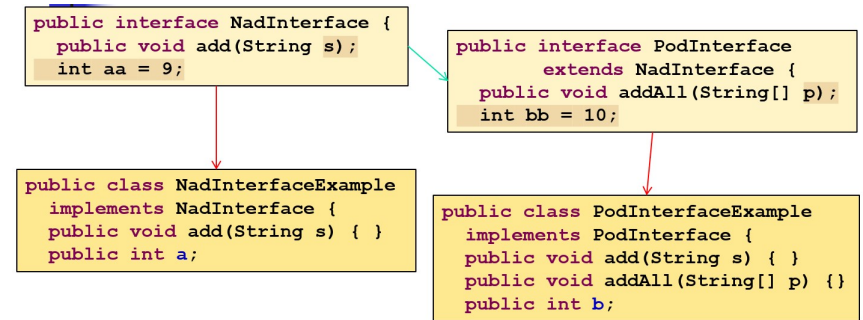 public interface NadInterface {
public void add(String s);
int aa = 9;
public interface PodInterface
extends NadInterface {
public void addAll(String[] p);
int bb = 10;
public class NadInterfaceExample
implements NadInterface {
public void add(String s) { }
public int a;
public class PodInterfaceExample
implements PodInterface {
public void add(String s) { }
public void addAll(String[] p) {}
public int b;